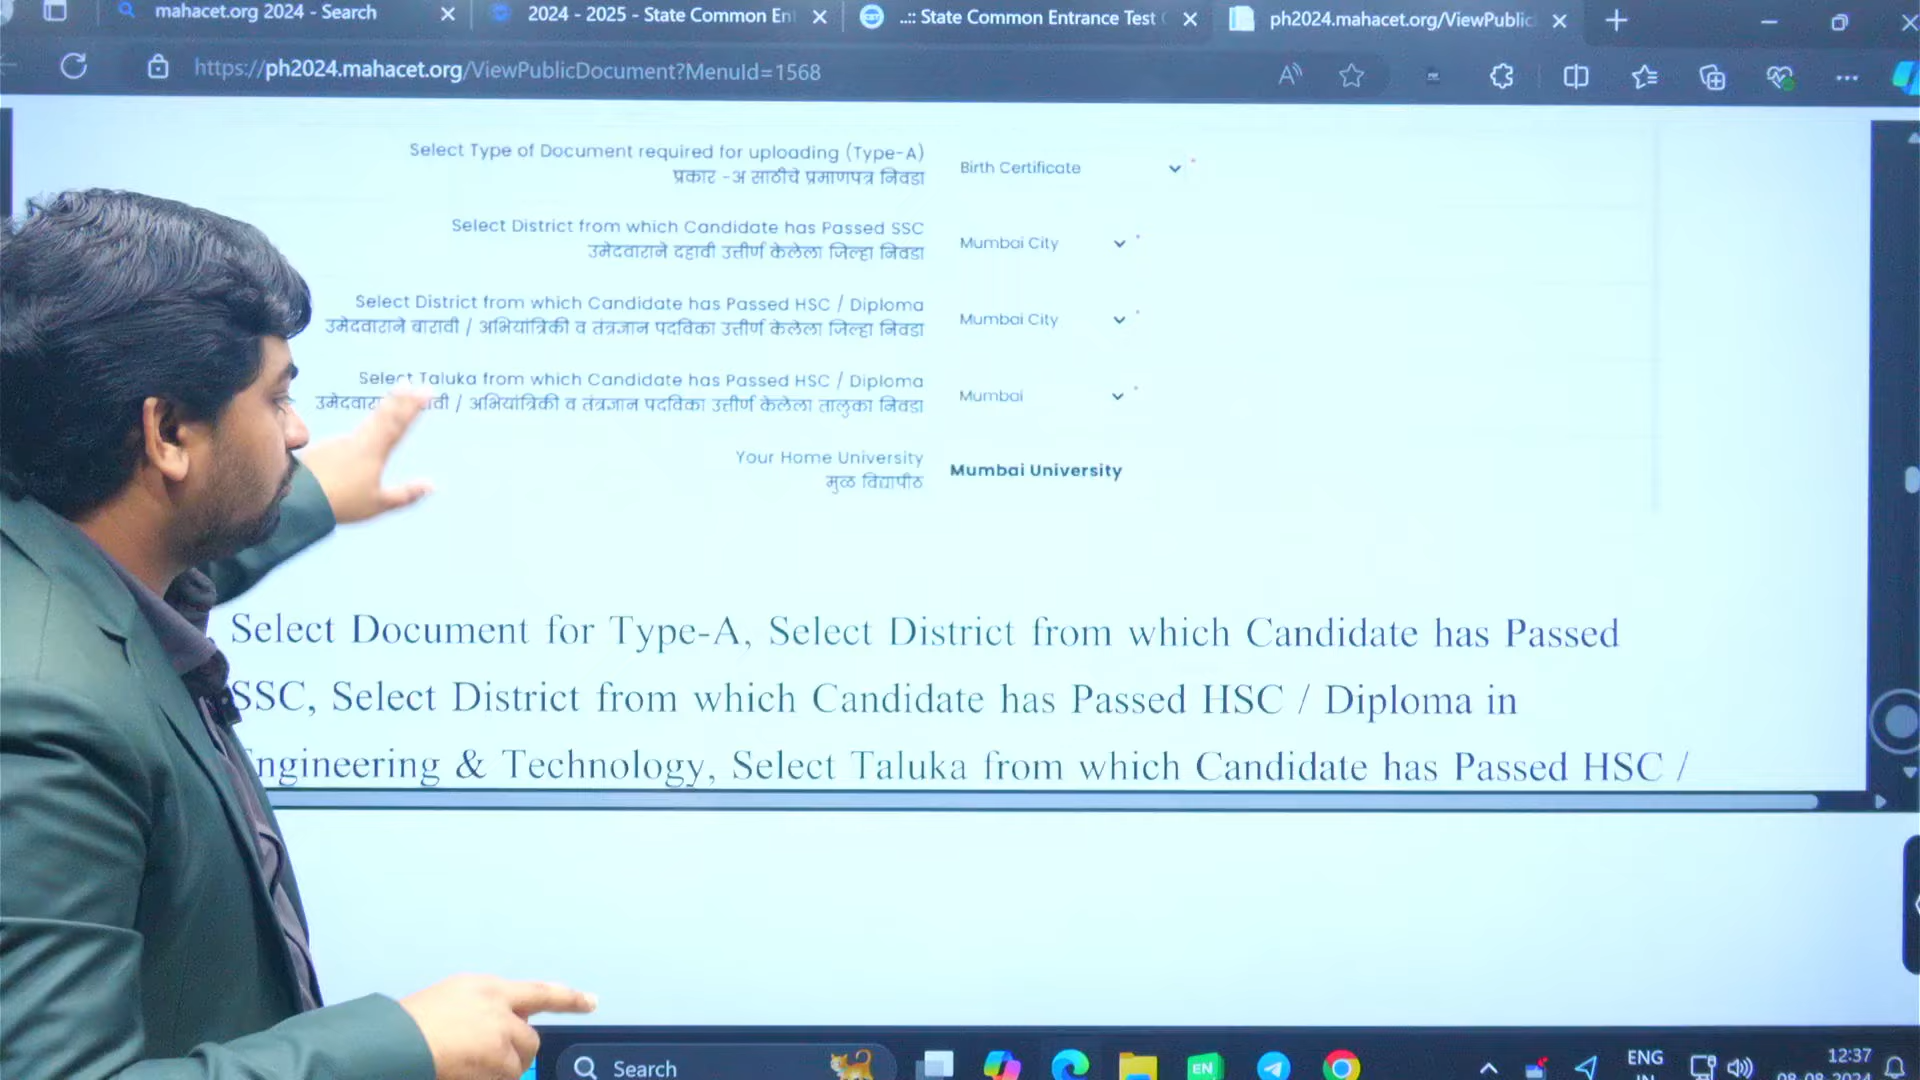 mahacet.org 2024 - Search
2024 - 2025 - State Common En
..:: State Common Entrance Test
ph2024.mahacet.org/ViewPublic
https://ph2024.mahacet.org/ViewPublicDocument?MenuId=1568
Select Type of Document required for uploading (Type-A)
प्रकार -अ साठीचे प्रमाणपत्र निवडा
Birth Certificate
Select District from which Candidate has Passed SSC
उमेदवाराने दहावी उत्तीर्ण केलेला जिल्हा निवडा
Mumbai City
Select District from which Candidate has Passed HSC / Diploma
उमेदवाराने बारावी / अभियांत्रिकी व तंत्रज्ञान पदविका उत्तीर्ण केलेला जिल्हा निवडा
Mumbai City
Select Taluka from which Candidate has Passed HSC / Diploma
/ अभियांत्रिकी व तंत्रज्ञान पदविका उत्तीर्ण केलेला तालुका निवडा
Mumbai
Your Home University
मुळ विद्यापीठ
Mumbai University
Select Document for Type-A, Select District from which Candidate has Passed
SSC, Select District from which Candidate has Passed HSC / Diploma in
ngineering & Technology, Select Taluka from which Candidate has Passed HSC /
Search
EN
ENG
IN
12:37
08-08-2024